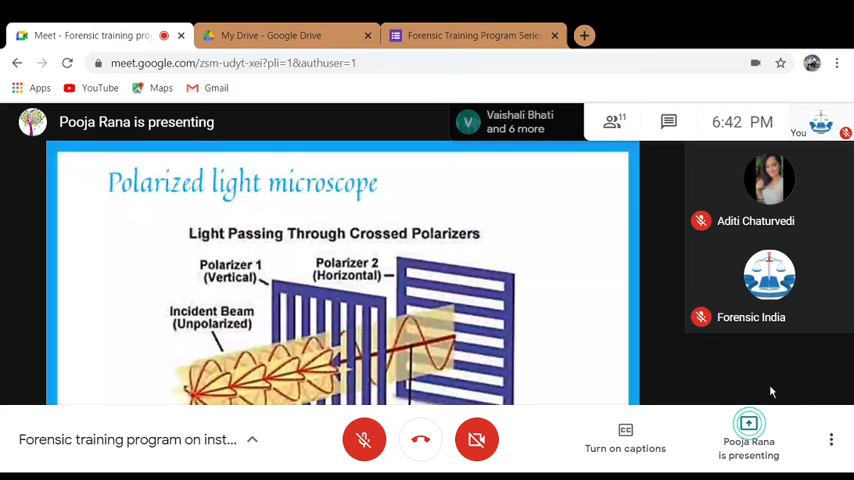 Meet - Forensic training pro
My Drive - Google Drive
Forensic Training Program Series
meet.google.com/zsm-udyt-xei?pli=1&authuser=1
Apps
YouTube
Maps
Gmail
Pooja Rana is presenting
V
Vaishali Bhati
and 6 more
11
6:42 PM
You
Polarized light microscope
Light Passing Through Crossed Polarizers
Polarizer 1
(Vertical)
Polarizer 2
(Horizontal)
Incident Beam
(Unpolarized)
Aditi Chaturvedi
Forensic India
Forensic training program on inst...
CC
Turn on captions
Pooja Rana
is presenting